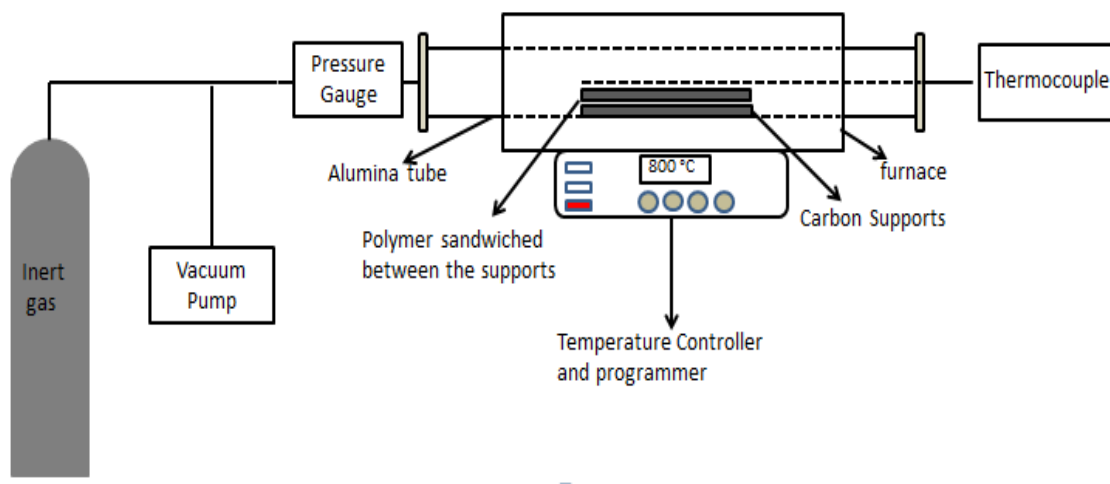 Pressure
Gauge
Thermocouple
Alumina tube
800 °C
furnace
Carbon Supports
Polymer sandwiched
between the supports
Inert
gas
Vacuum
Pump
Temperature Controller
and programmer